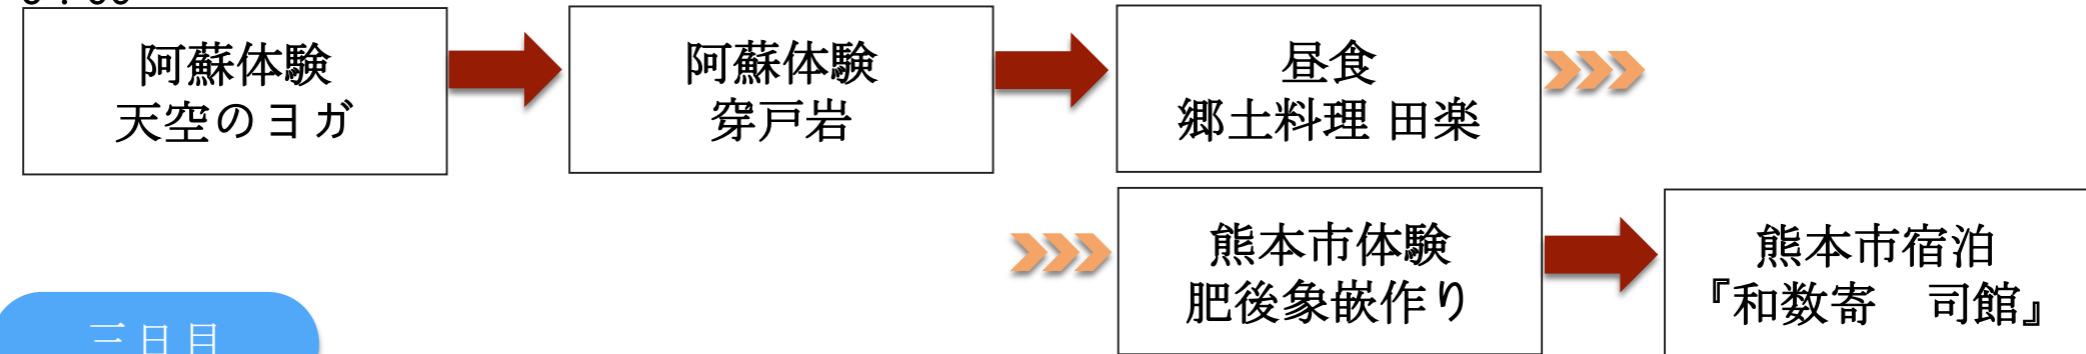 阿蘇体験
天空のヨガ
阿蘇体験
穿戸岩
昼食
郷土料理 田楽
熊本市体験
肥後象嵌作り
熊本市宿泊
『和数寄　司館』
三日目